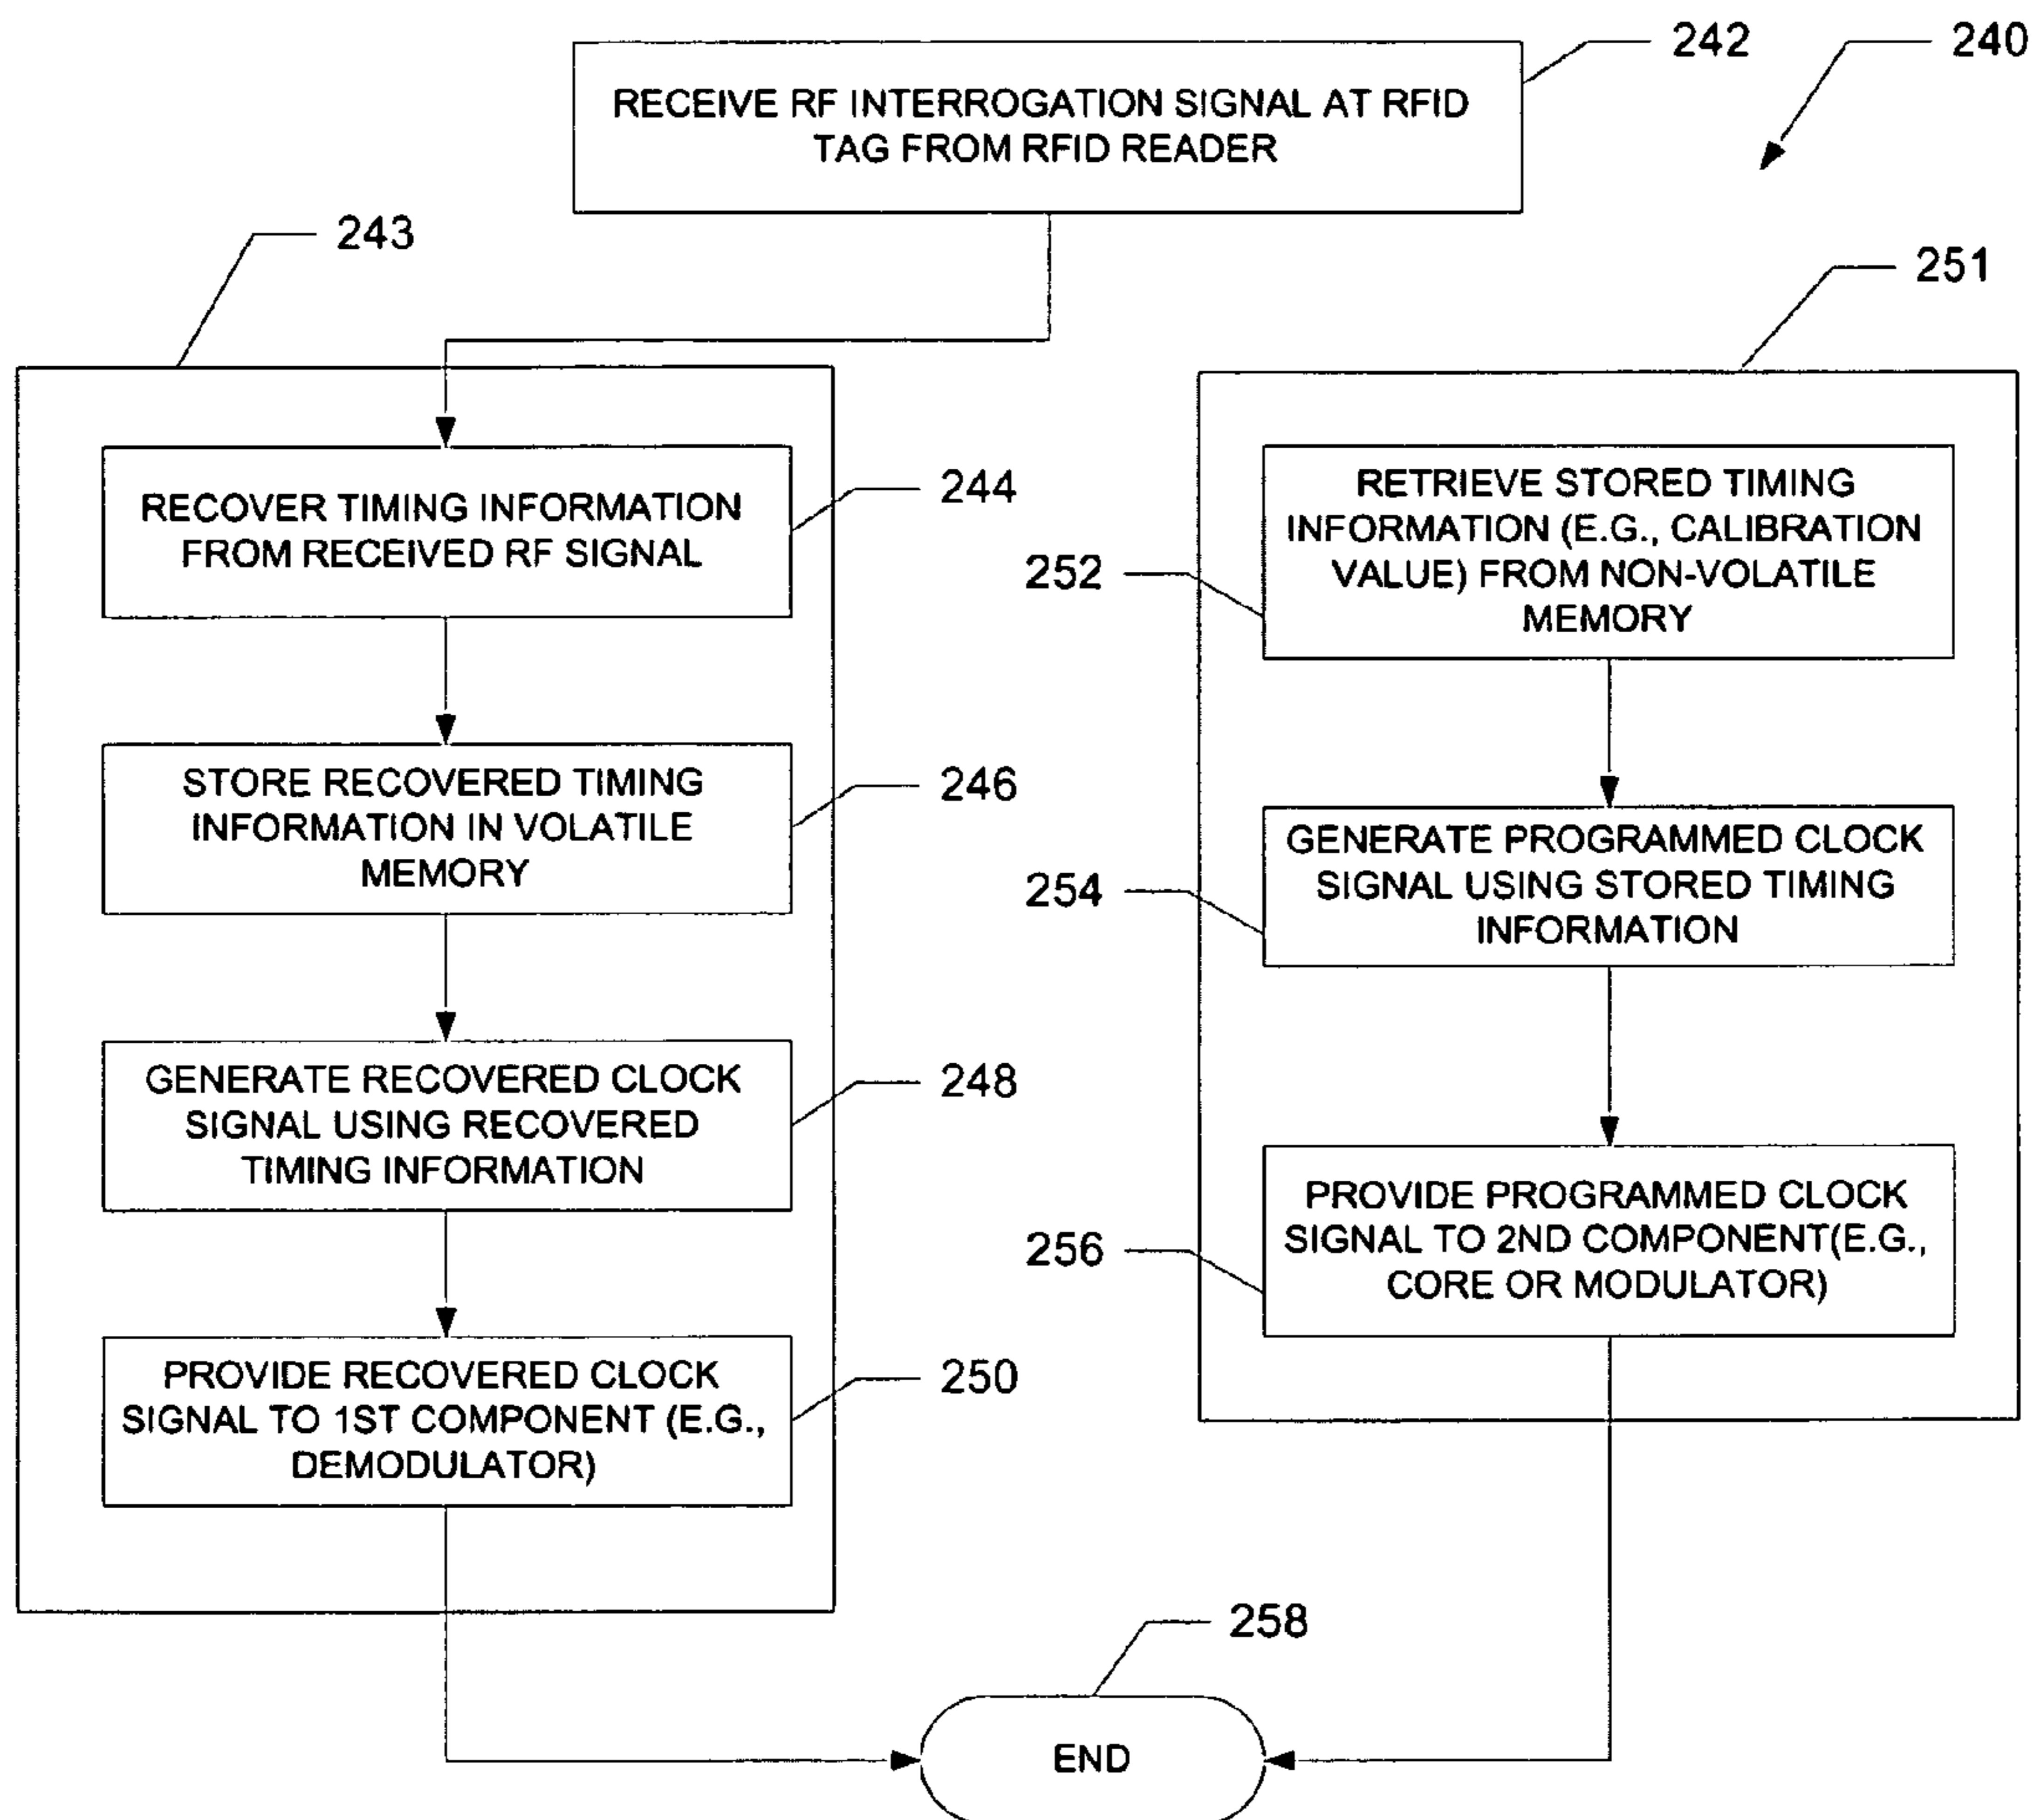 242
240
RECEIVE RF INTERROGATION SIGNAL AT RFID
TAG FROM RFID READER
243
251
RECOVER TIMING INFORMATION
FROM RECEIVED RF SIGNAL
244
STORE RECOVERED TIMING
INFORMATION IN VOLATILE
MEMORY
246
GENERATE RECOVERED CLOCK
SIGNAL USING RECOVERED
TIMING INFORMATION
248
PROVIDE RECOVERED CLOCK
SIGNAL TO 1ST COMPONENT (E.G.,
DEMODULATOR)
250
RETRIEVE STORED TIMING
INFORMATION (E.G., CALIBRATION
VALUE) FROM NON-VOLATILE
MEMORY
252
GENERATE PROGRAMMED CLOCK
SIGNAL USING STORED TIMING
INFORMATION
254
PROVIDE PROGRAMMED CLOCK
SIGNAL TO 2ND COMPONENT(E.G.,
CORE OR MODULATOR)
256
258
END